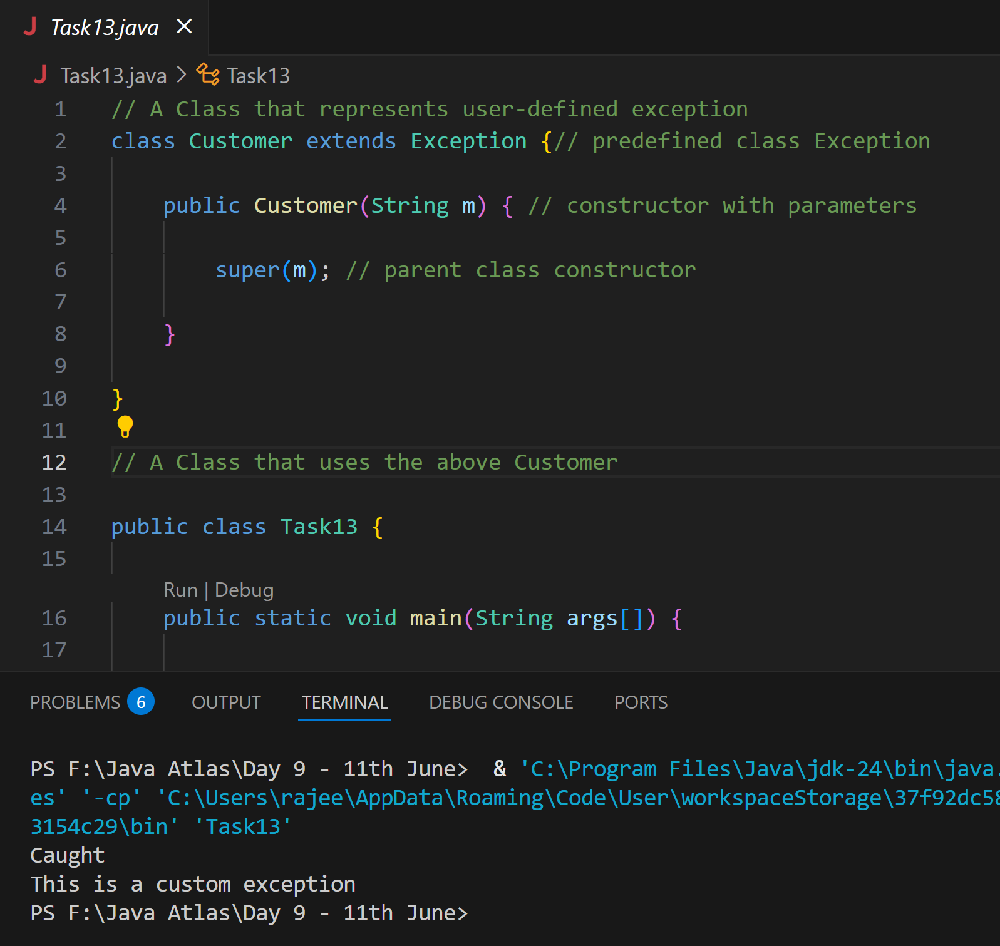 J Task13.java ×
J Task13.java > Task13
1 // A Class that represents user-defined exception
2 class Customer extends Exception {// predefined class Exception
3
4 public Customer(String m) { // constructor with parameters
5
6 super(m); // parent class constructor
7
8 }
9
10 }
11
12 // A Class that uses the above Customer
13
14 public class Task13 {
15
Run | Debug
16 public static void main(String args[]) {
17
PROBLEMS 6 OUTPUT TERMINAL DEBUG CONSOLE PORTS
PS F:\Java Atlas\Day 9 - 11th June>  & 'C:\Program Files\Java\jdk-24\bin\java.
es' '-cp' 'C:\Users\rajee\AppData\Roaming\Code\User\workspaceStorage\37f92dc58
3154c29\bin' 'Task13'
Caught
This is a custom exception
PS F:\Java Atlas\Day 9 - 11th June>